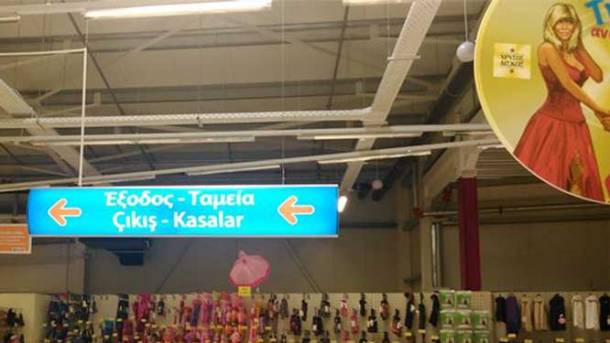 Έξοδος - Ταμεία
Çıkış - Kasalar